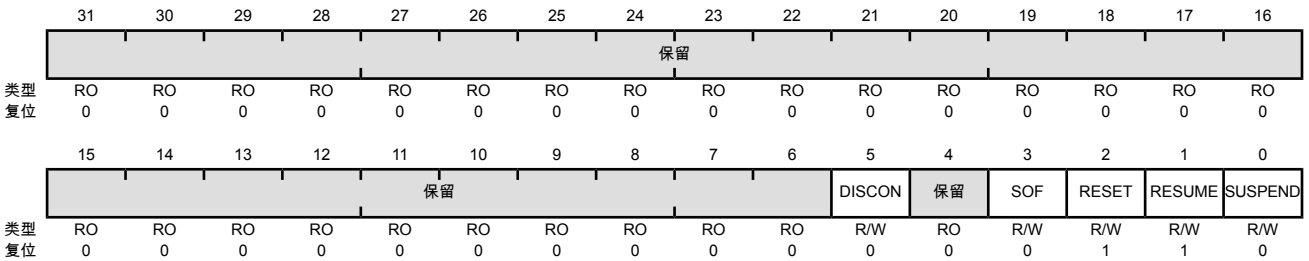 31 30 29 28 27 26 25 24 23 22 21 20 19 18 17 16
保留
类型 RO RO RO RO RO RO RO RO RO RO RO RO RO RO RO RO
复位 0 0 0 0 0 0 0 0 0 0 0 0 0 0 0 0
15 14 13 12 11 10 9 8 7 6 5 4 3 2 1 0
保留 DISCON 保留 SOF RESET RESUME SUSPEND
类型 RO RO RO RO RO RO RO RO RO RO R/W RO R/W R/W R/W R/W
复位 0 0 0 0 0 0 0 0 0 0 0 0 0 1 1 0